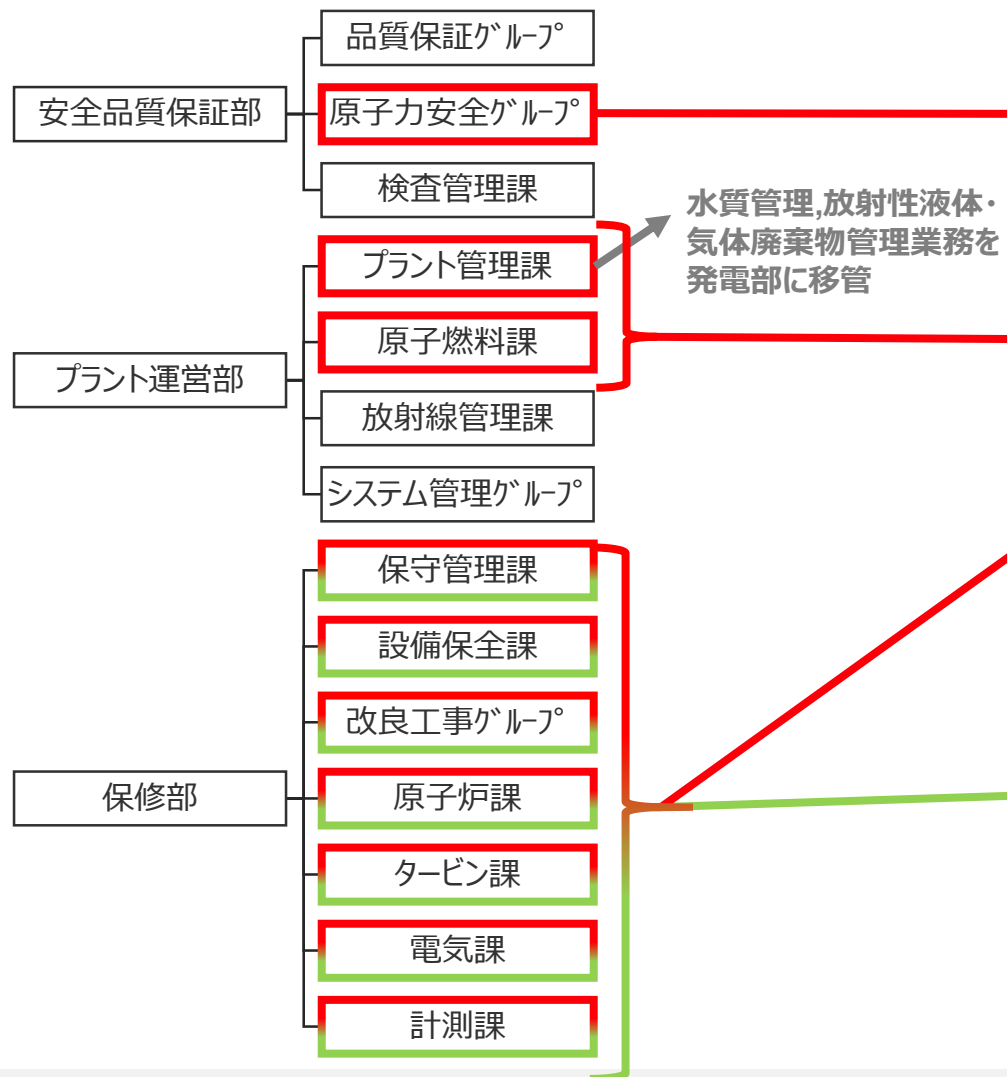 品質保証ｸﾞﾙｰﾌﾟ
安全品質保証部
原子力安全ｸﾞﾙｰﾌﾟ
検査管理課
水質管理,放射性液体・
気体廃棄物管理業務を
発電部に移管
プラント管理課
原子燃料課
プラント運営部
放射線管理課
システム管理ｸﾞﾙｰﾌﾟ
保守管理課
設備保全課
改良工事ｸﾞﾙｰﾌﾟ
保修部
原子炉課
タービン課
電気課
計測課